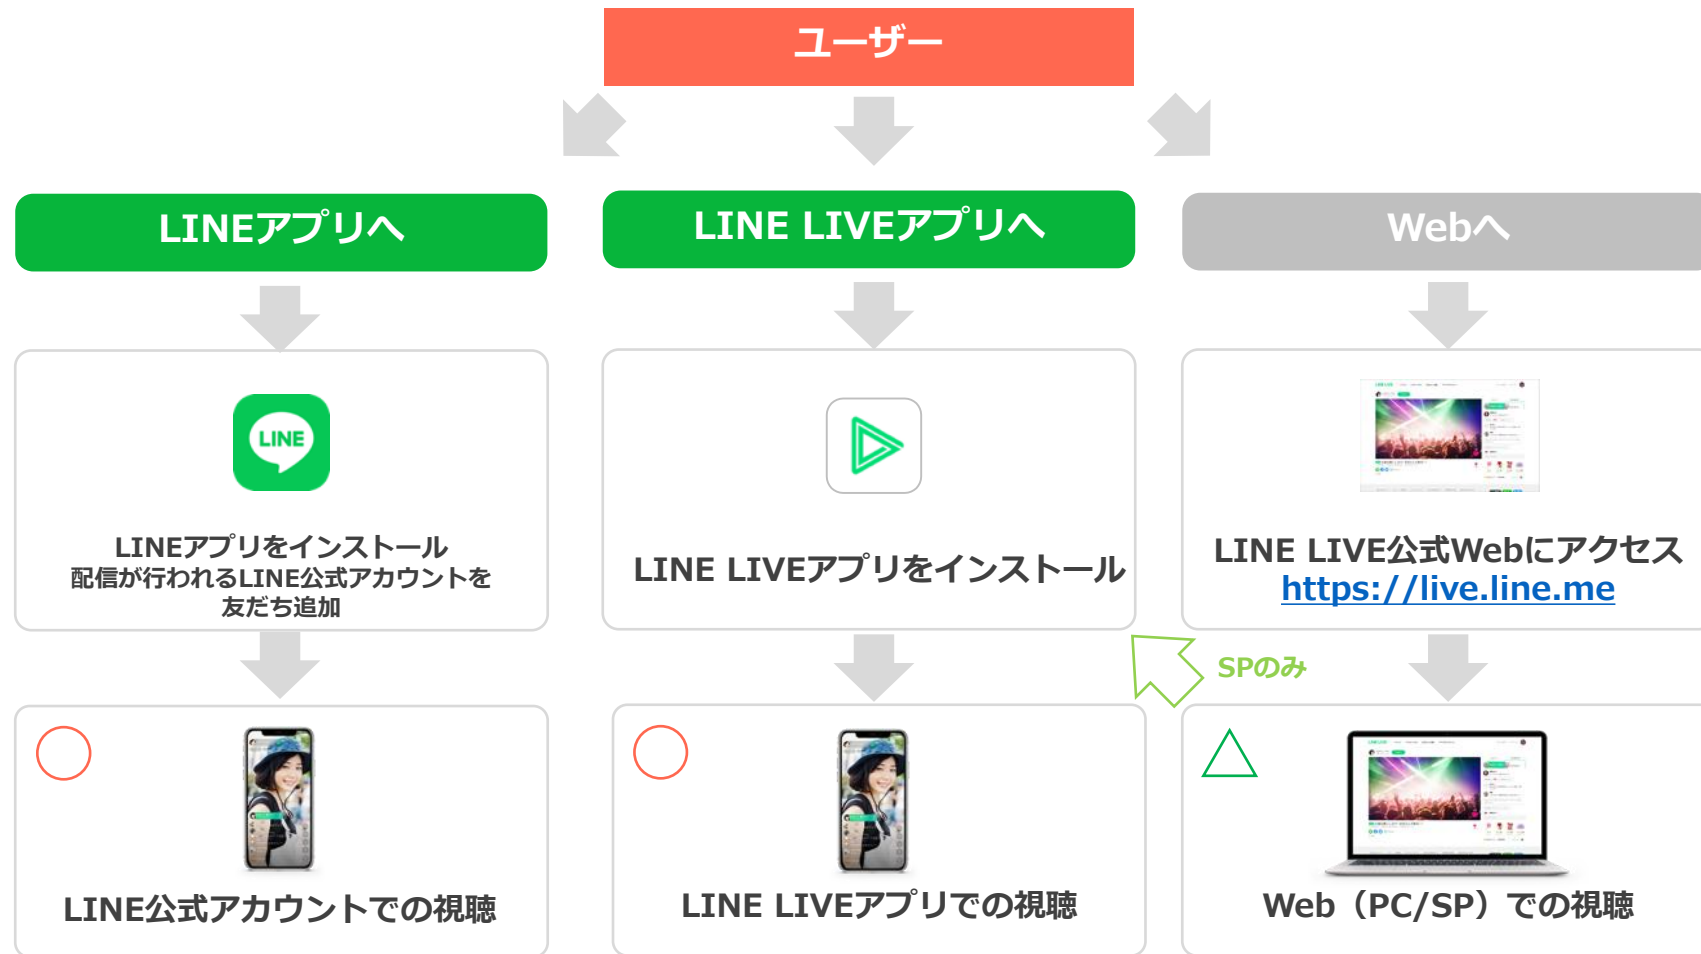 ユーザー
LINEアプリへ
LINE LIVEアプリへ
Webへ
LINE
LINEアプリをインストール
配信が行われるLINE公式アカウントを
友だち追加
LINE LIVEアプリをインストール
LINE LIVE公式Webにアクセス
https://live.line.me
SPのみ
LINE公式アカウントでの視聴
LINE LIVEアプリでの視聴
Web（PC/SP）での視聴